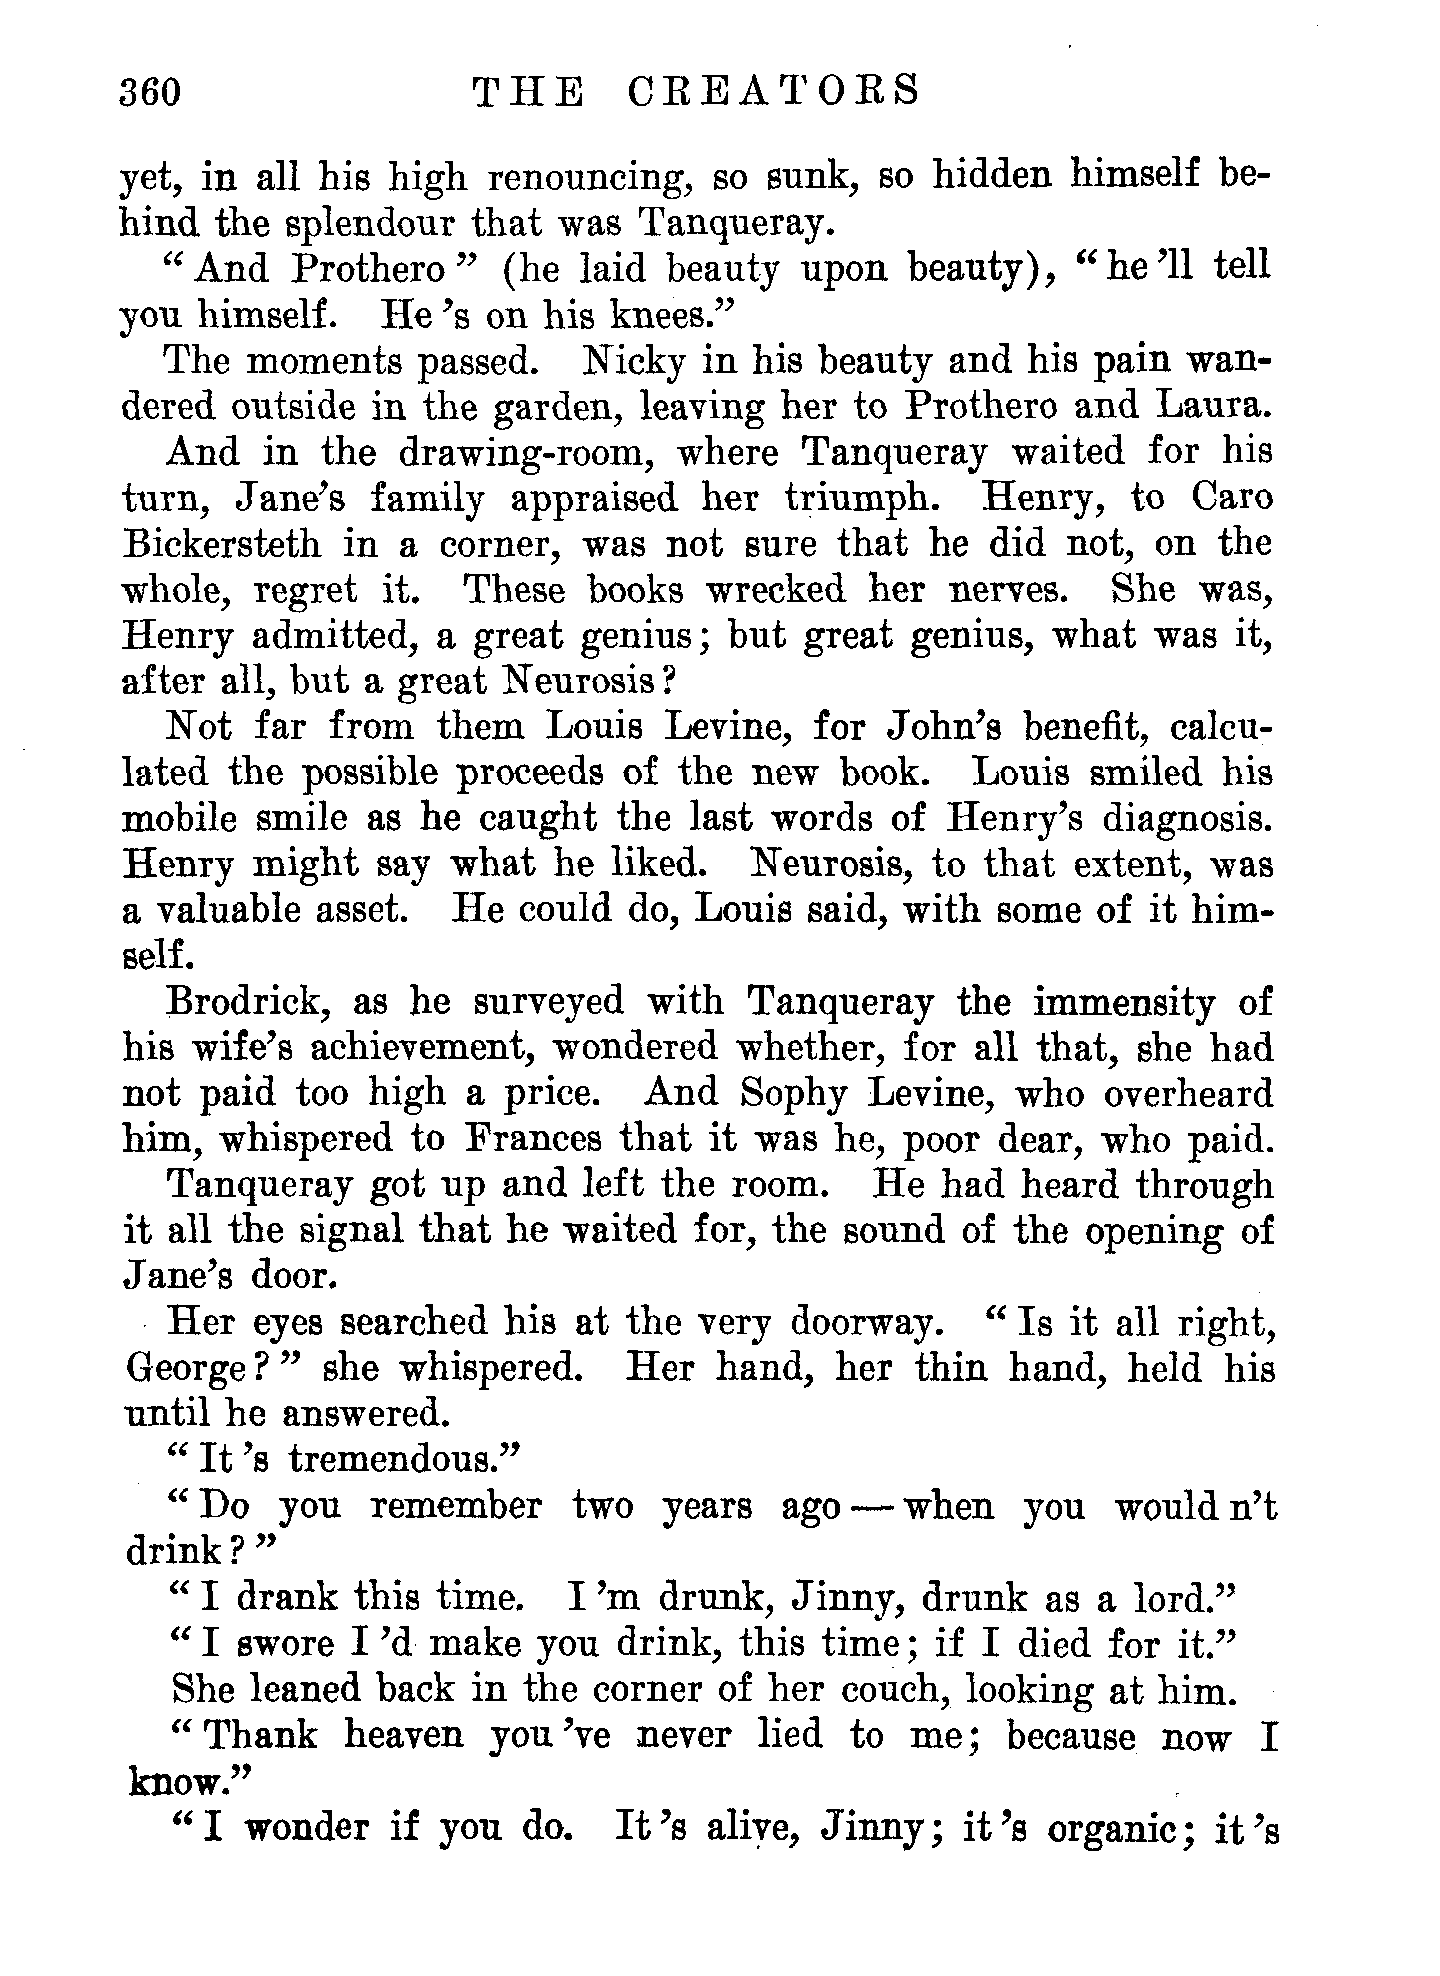 360 THE CREATORS
yet, in all his high renouncing, so sunk, so hidden himself be-
hind the splendour that was Tanqueray.
“And Prothero” (he laid beauty upon beauty), “he’ll tell
you himself. He’s on his knees.”
The moments passed. Nicky in his beauty and his pain wan-
dered outside in the garden, leaving her to Prothero and Laura.
And in the drawing-room, where Tanqueray waited for his
turn, Jane’s family appraised her triumph. Henry, to Caro
Bickersteth in a corner, was not sure that he did not, on the
whole, regret it. These books wrecked her nerves. She was,
Henry admitted, a great genius; but great genius, what was it,
after all, but a great Neurosis?
Not far from them Louis Levine, for John’s benefit, calcu-
lated the possible proceeds of the new book. Louis smiled his
mobile smile as he caught the last words of Henry’s diagnosis.
Henry might say what he liked. Neurosis, to that extent, was
a valuable asset. He could do, Louis said, with some of it him-
self.
Brodrick, as he surveyed with Tanqueray the immensity of
his wife’s achievement, wondered whether, for all that, she had
not paid too high a price. And Sophy Levine, who overheard
him, whispered to Frances that it was he, poor dear, who paid.
Tanqueray got up and left the room. He had heard through
it all the signal that he waited for, the sound of the opening of
Jane’s door.
Her eyes searched his at the very doorway. “Is it all right,
George?” she whispered. Her hand, her thin hand, held his
until he answered.
“It’s tremendous.”
“Do you remember two years ago — when you would n’t
drink?”
“I drank this time. I’m drunk, Jinny, drunk as a lord.”
“I swore I’d make you drink, this time; if I died for it.”
She leaned back in the corner of her couch, looking at him.
“Thank heaven you’ve never lied to me; because now I
know.”
“I wonder if you do. It’s alive, Jinny; it’s organic; it’s